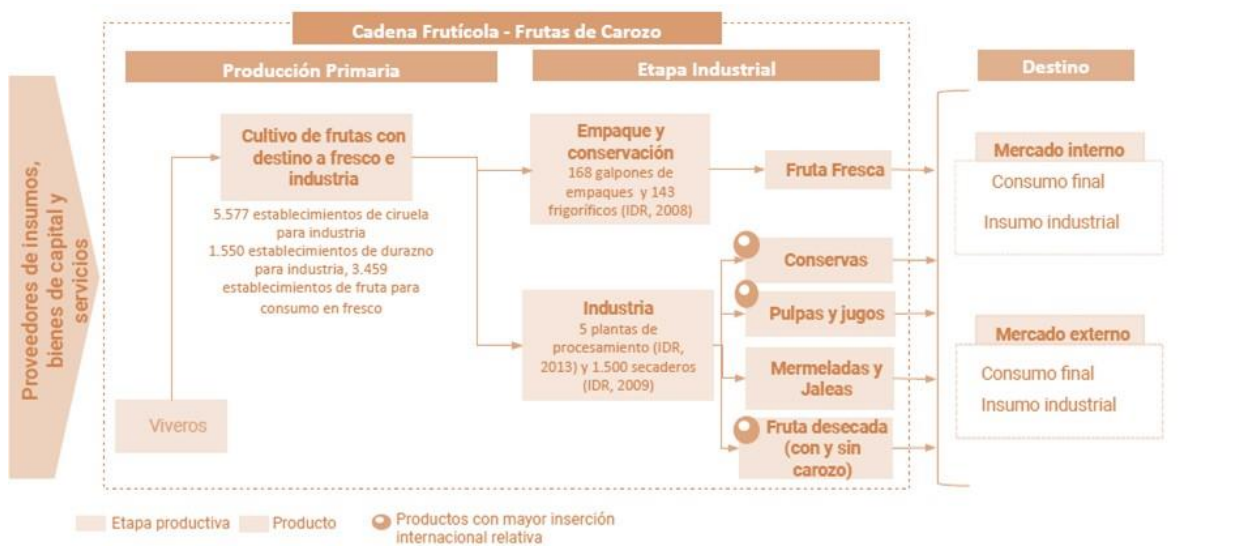 Cadena Frutícola - Frutas de Carozo
Producción Primaria
Etapa Industrial
Destino
Proveedores de insumos,
bienes de capital y
servicios
Cultivo de frutas con
destino a fresco e
industria
5.577 establecimientos de ciruela
para industria
1.550 establecimientos de durazno
para industria, 3.459
establecimientos de fruta para
consumo en fresco
Viveros
Empaque y
conservación
168 galpones de
empaques y 143
frigoríficos (IDR, 2008)
Industria
5 plantas de
procesamiento (IDR,
2013) y 1.500 secaderos
(IDR, 2009)
Fruta Fresca
Conservas
Pulpas y jugos
Mermeladas y
Jaleas
Fruta desecada
(con y sin
carozo)
Mercado interno
Consumo final
Insumo industrial
Mercado externo
Consumo final
Insumo industrial
Etapa productiva
Producto
Productos con mayor inserción
internacional relativa